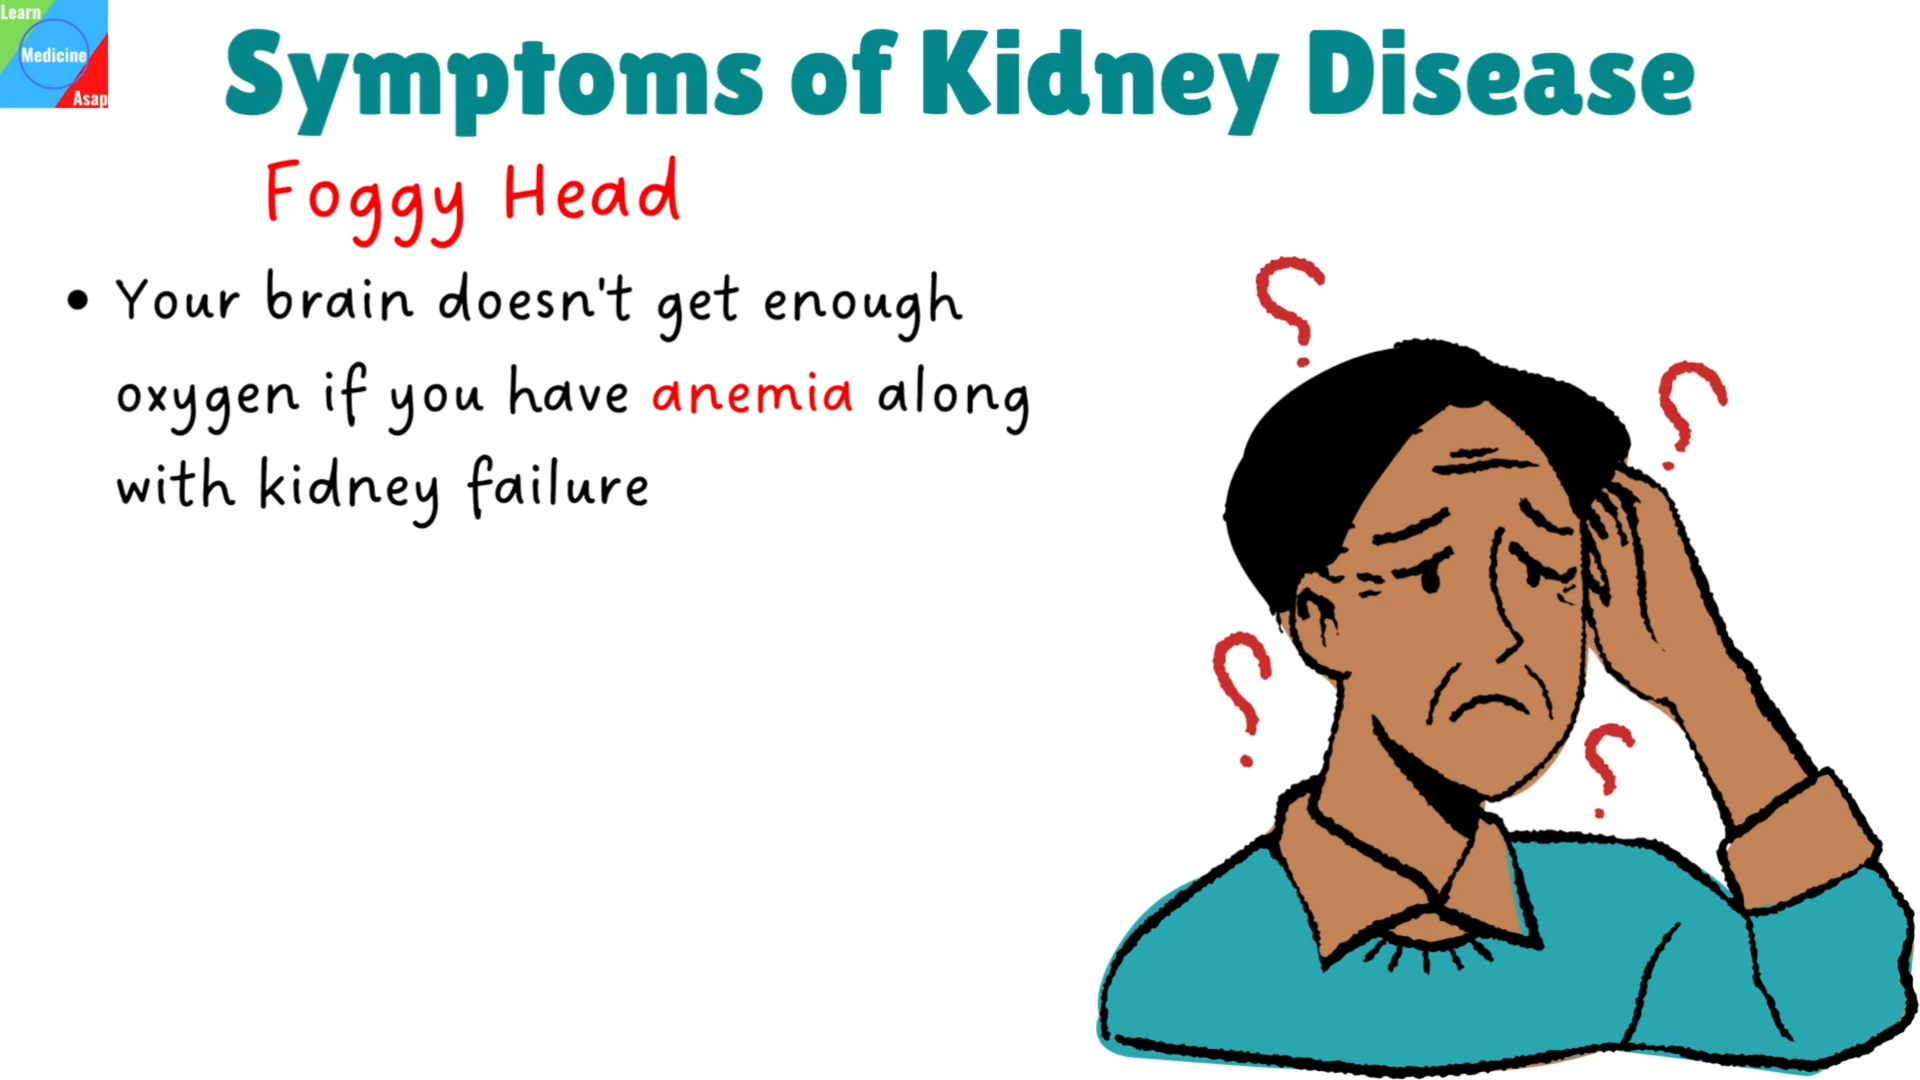 Learn
Medicine
Asap
Symptoms of Kidney Disease
Foggy Head
• Your brain doesn't get enough
oxygen if you have anemia along
with kidney failure